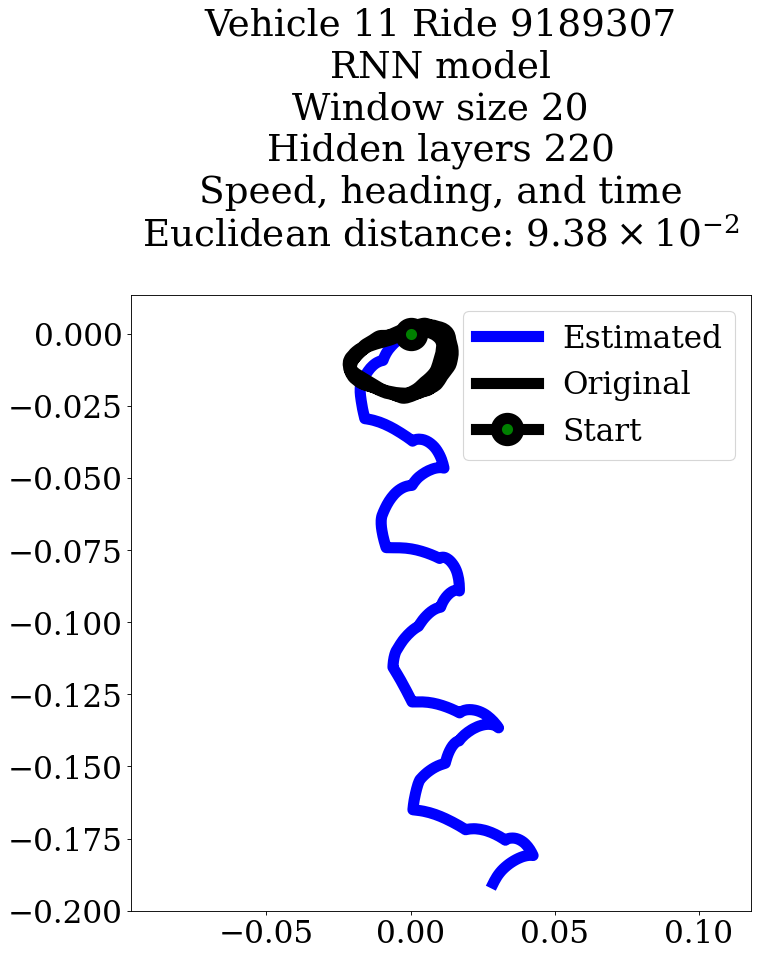 Vehicle 11 Ride 9189307
RNN model
Window size 20
Hidden layers 220
Speed, heading, and time
Euclidean distance: 9.38 × 10⁻²
Estimated
Original
Start
0.000
−0.025
−0.050
−0.075
−0.100
−0.125
−0.150
−0.175
−0.200
−0.05 0.00 0.05 0.10